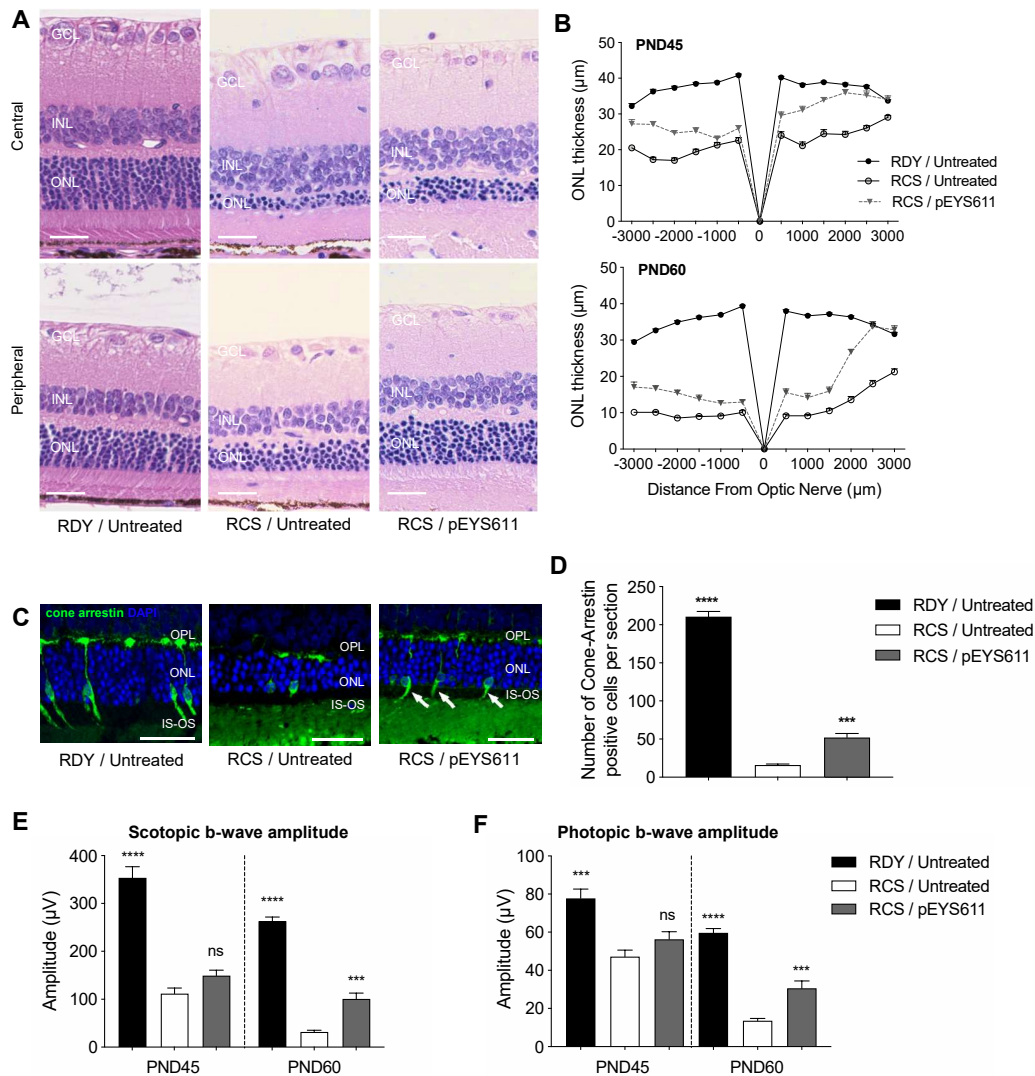 A
Central
GCL
INL
ONL
GCL
INL
ONL
GCL
INL
ONL
Peripheral
GCL
INL
ONL
GCL
INL
ONL
GCL
INL
ONL
RDY / Untreated
RCS / Untreated
RCS / pEYS611
B
PND45
ONL thickness (µm)
50
40
30
20
10
0
-3000 -2000 -1000 0 1000 2000 3000
RDY / Untreated
RCS / Untreated
RCS / pEYS611
PND60
ONL thickness (µm)
50
40
30
20
10
0
-3000 -2000 -1000 0 1000 2000 3000
Distance From Optic Nerve (µm)
C
cone arrestin DAPI
OPL
ONL
IS-OS
OPL
ONL
IS-OS
OPL
ONL
IS-OS
RDY / Untreated
RCS / Untreated
RCS / pEYS611
D
Number of Cone-Arrestin
positive cells per section
250
200
150
100
50
0
****
***
RDY / Untreated
RCS / Untreated
RCS / pEYS611
E
Scotopic b-wave amplitude
Amplitude (µV)
400
300
200
100
0
****
ns
****
***
PND45
PND60
F
Photopic b-wave amplitude
Amplitude (µV)
100
80
60
40
20
0
***
ns
****
***
PND45
PND60
RDY / Untreated
RCS / Untreated
RCS / pEYS611